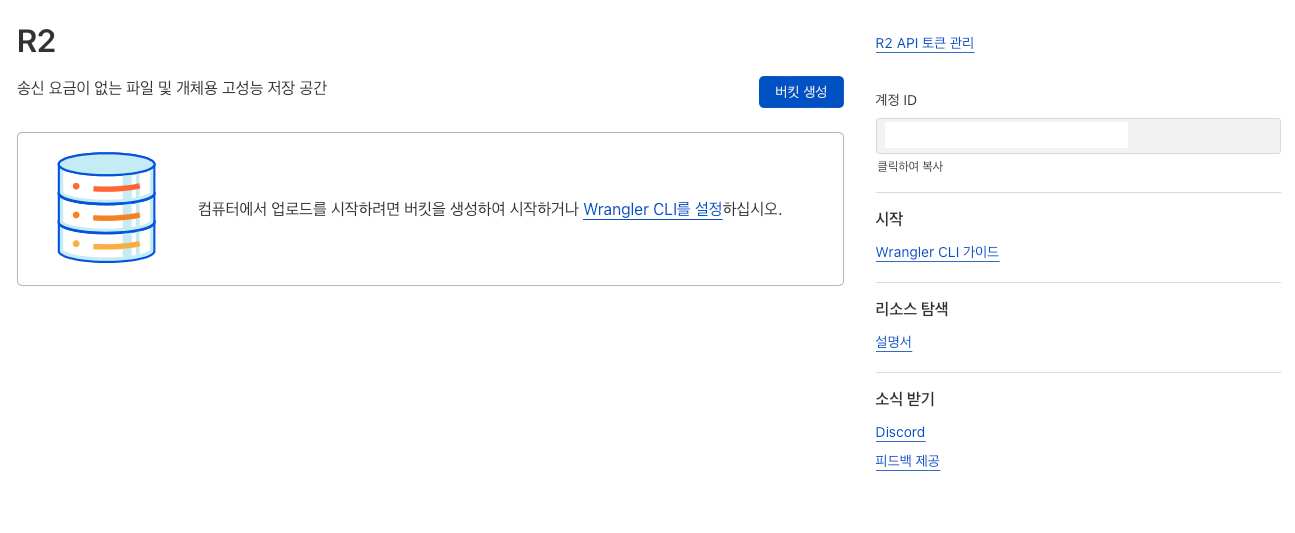 R2
송신 요금이 없는 파일 및 개체용 고성능 저장 공간
버킷 생성
컴퓨터에서 업로드를 시작하려면 버킷을 생성하여 시작하거나 Wrangler CLI를 설정하십시오.
R2 API 토큰 관리
계정 ID
클릭하여 복사
시작
Wrangler CLI 가이드
리소스 탐색
설명서
소식 받기
Discord
피드백 제공